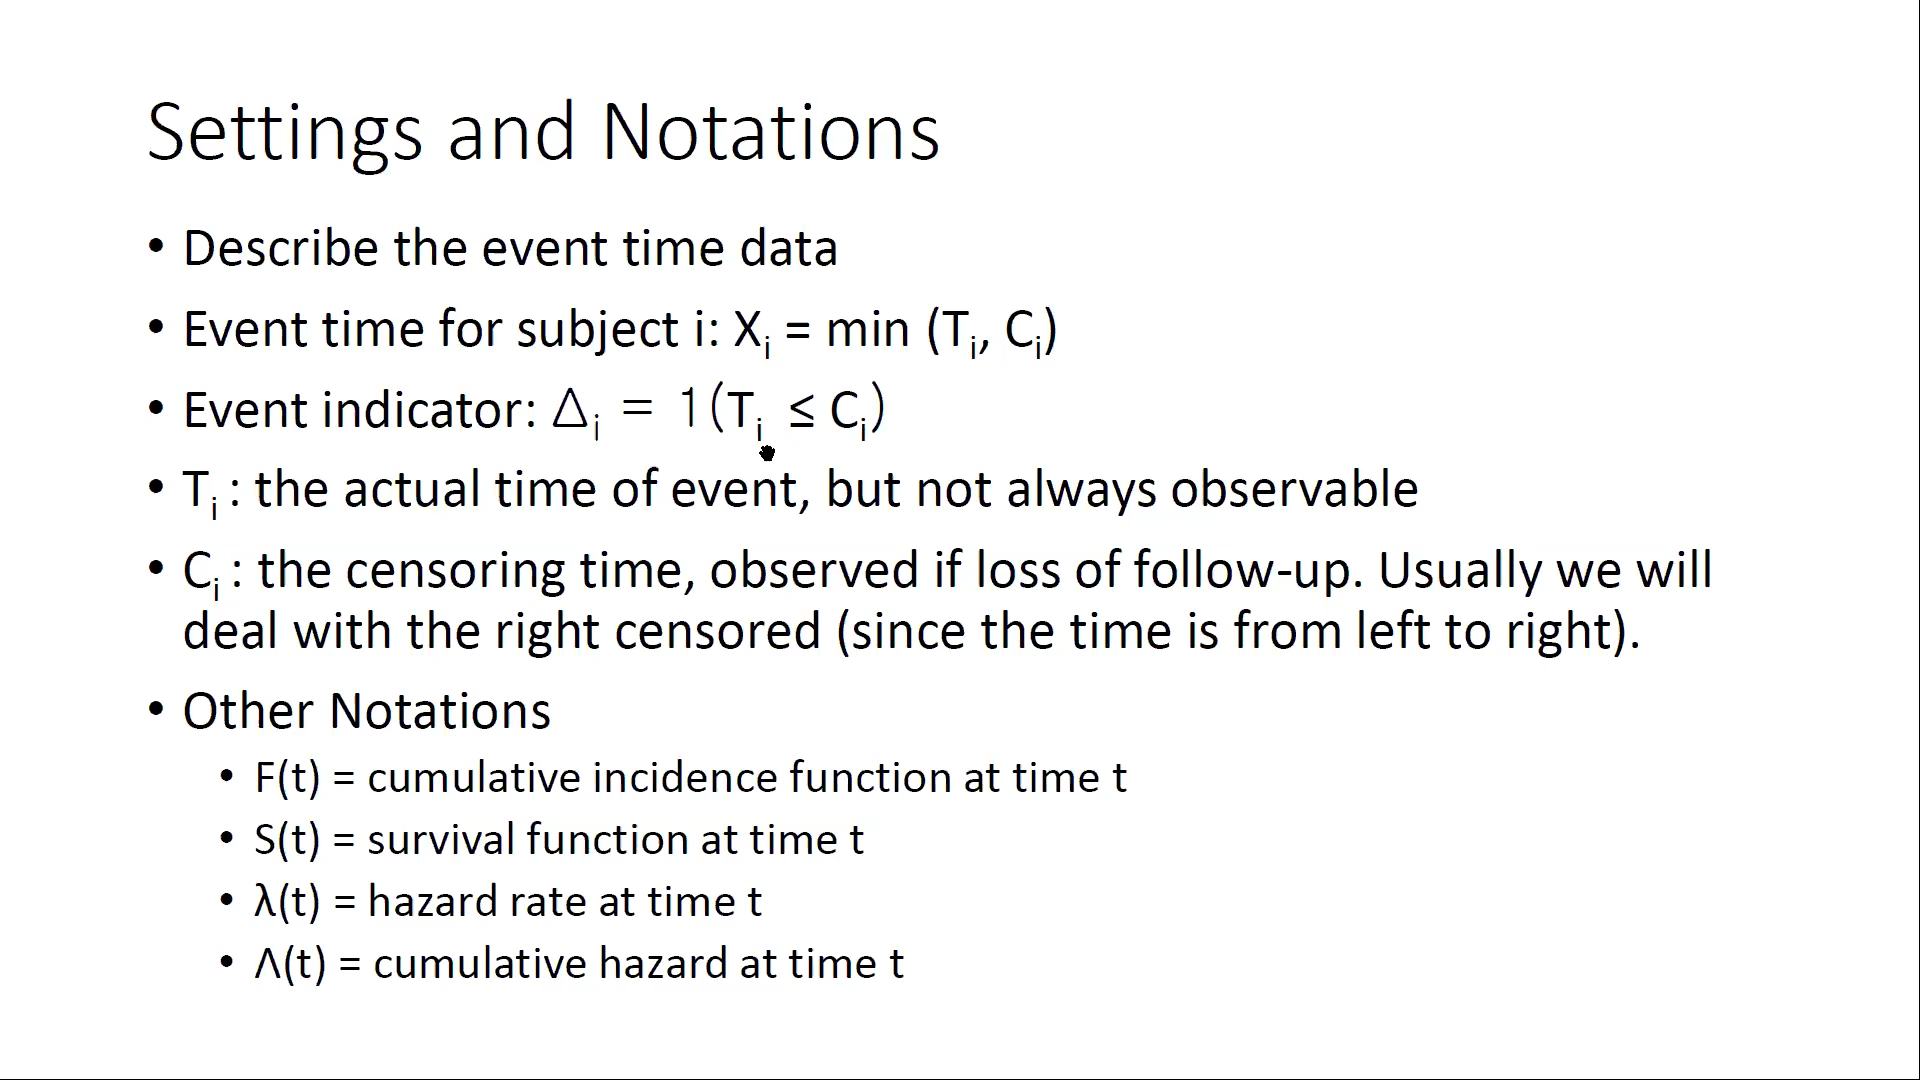 Settings and Notations
• Describe the event time data
• Event time for subject i: Xᵢ = min (Tᵢ, Cᵢ)
• Event indicator: Δᵢ = 1(Tᵢ ≤ Cᵢ)
• Tᵢ : the actual time of event, but not always observable
• Cᵢ : the censoring time, observed if loss of follow-up. Usually we will
deal with the right censored (since the time is from left to right).
• Other Notations
• F(t) = cumulative incidence function at time t
• S(t) = survival function at time t
• λ(t) = hazard rate at time t
• Λ(t) = cumulative hazard at time t